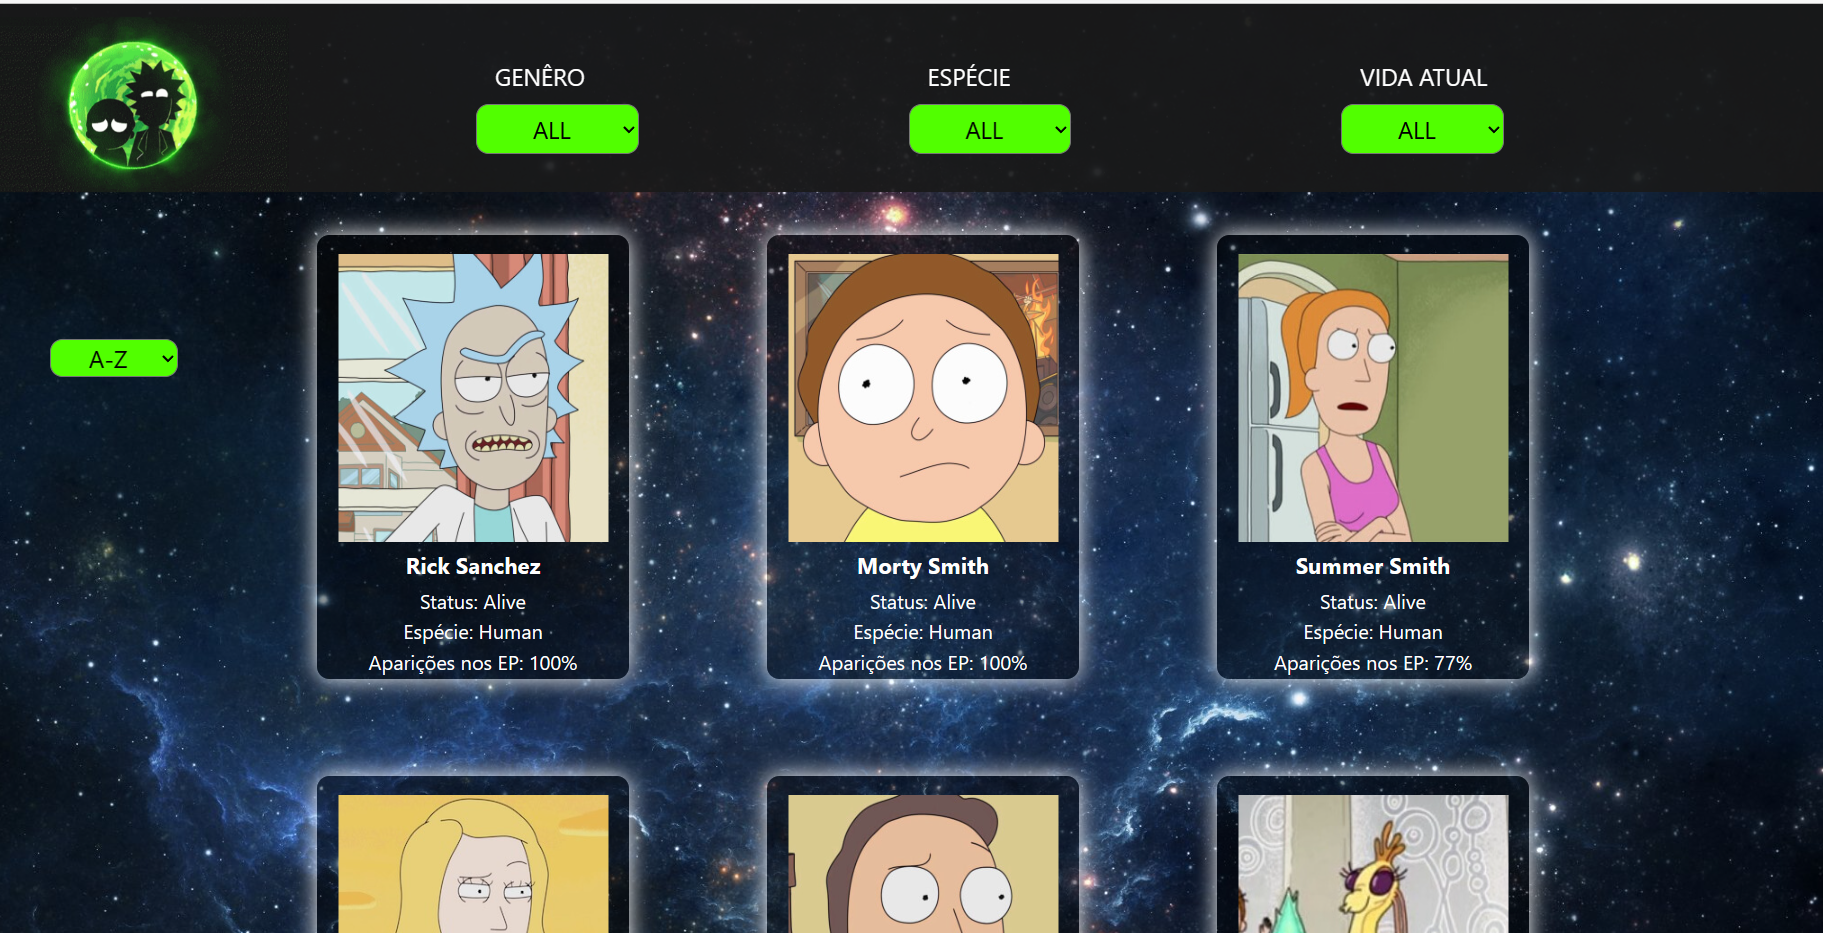 GENÊRO
ESPÉCIE
VIDA ATUAL
ALL
ALL
ALL
A-Z
Rick Sanchez
Status: Alive
Espécie: Human
Aparições nos EP: 100%
Morty Smith
Status: Alive
Espécie: Human
Aparições nos EP: 100%
Summer Smith
Status: Alive
Espécie: Human
Aparições nos EP: 77%